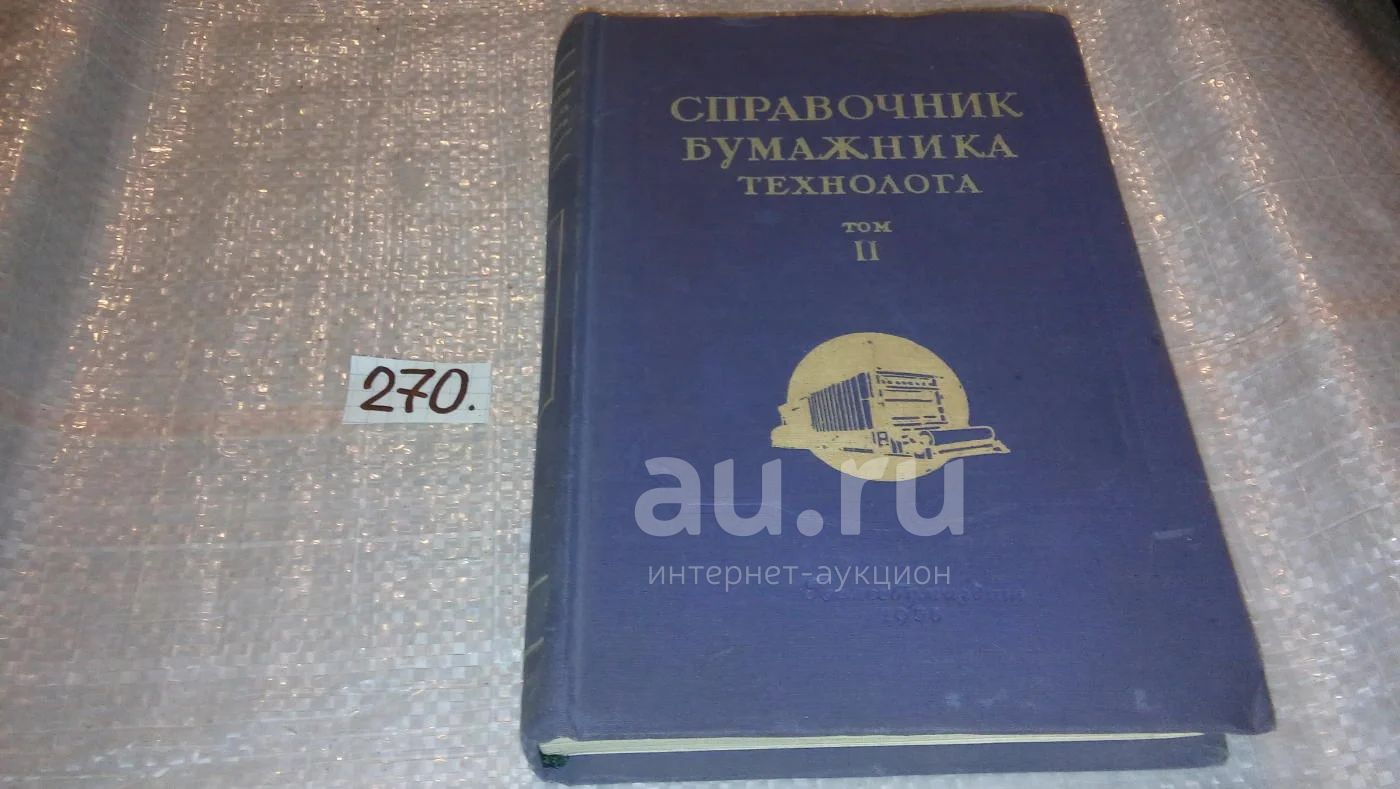 СПРАВОЧНИК
БУМАЖНИКА
ТЕХНОЛОГА
ТОМ
II
270.
au.ru
интернет-аукцион